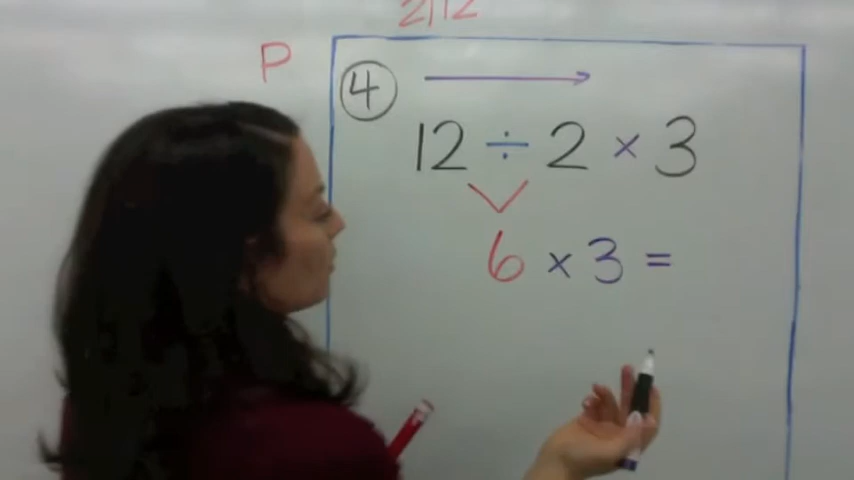 2)12
P
4
12 ÷ 2 × 3
6 × 3 =